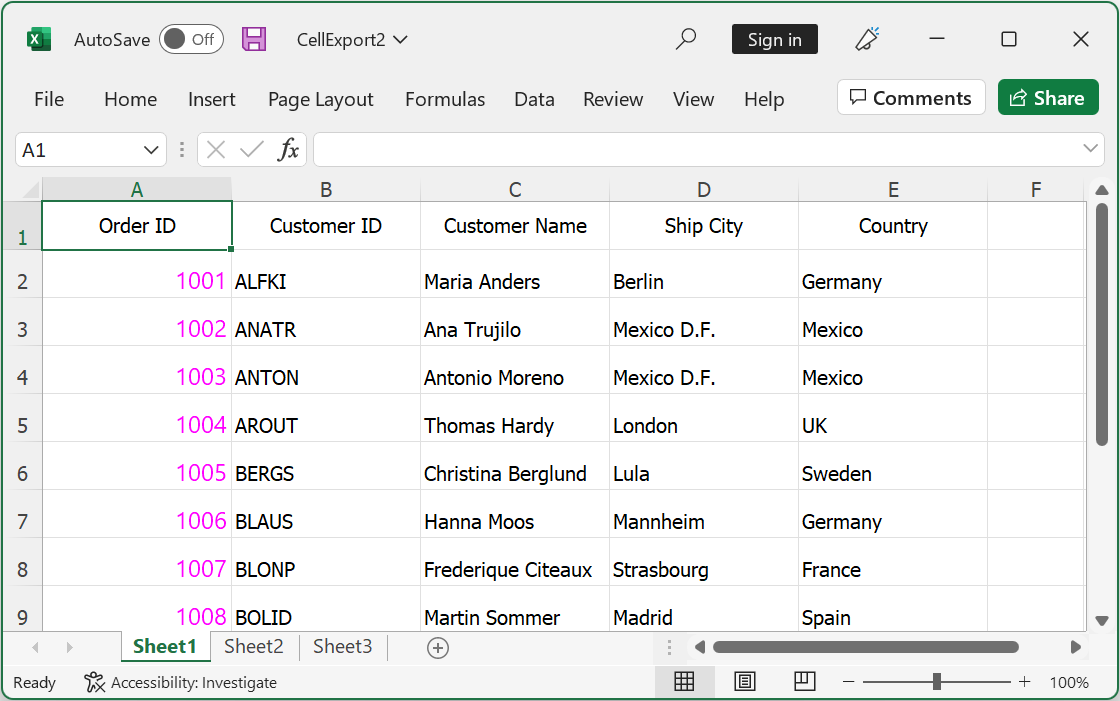 AutoSave Off CellExport2 Sign in
File Home Insert Page Layout Formulas Data Review View Help Comments Share
A1 fx
A B C D E F
1 Order ID Customer ID Customer Name Ship City Country
2 1001 ALFKI Maria Anders Berlin Germany
3 1002 ANATR Ana Trujilo Mexico D.F. Mexico
4 1003 ANTON Antonio Moreno Mexico D.F. Mexico
5 1004 AROUT Thomas Hardy London UK
6 1005 BERGS Christina Berglund Lula Sweden
7 1006 BLAUS Hanna Moos Mannheim Germany
8 1007 BLONP Frederique Citeaux Strasbourg France
9 1008 BOLID Martin Sommer Madrid Spain
Sheet1 Sheet2 Sheet3
Ready Accessibility: Investigate 100%